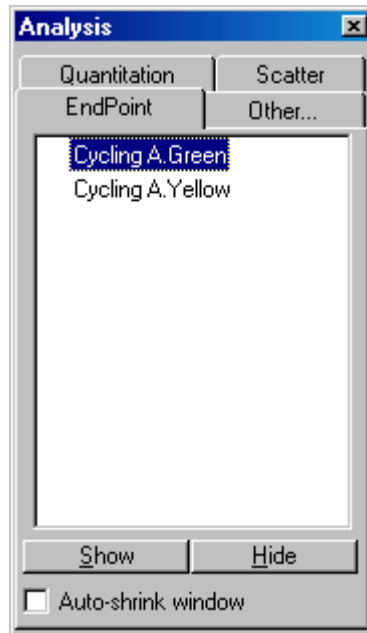 Analysis
Quantitation Scatter
EndPoint Other...
Cycling A.Green
Cycling A.Yellow
Show Hide
Auto-shrink window